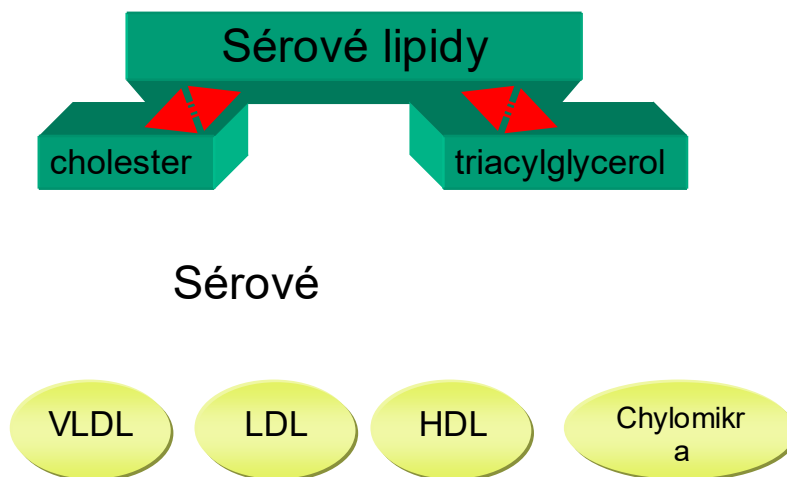 Sérové lipidy
cholester
triacylglycerol
Sérové
VLDL
LDL
HDL
Chylomikr
a